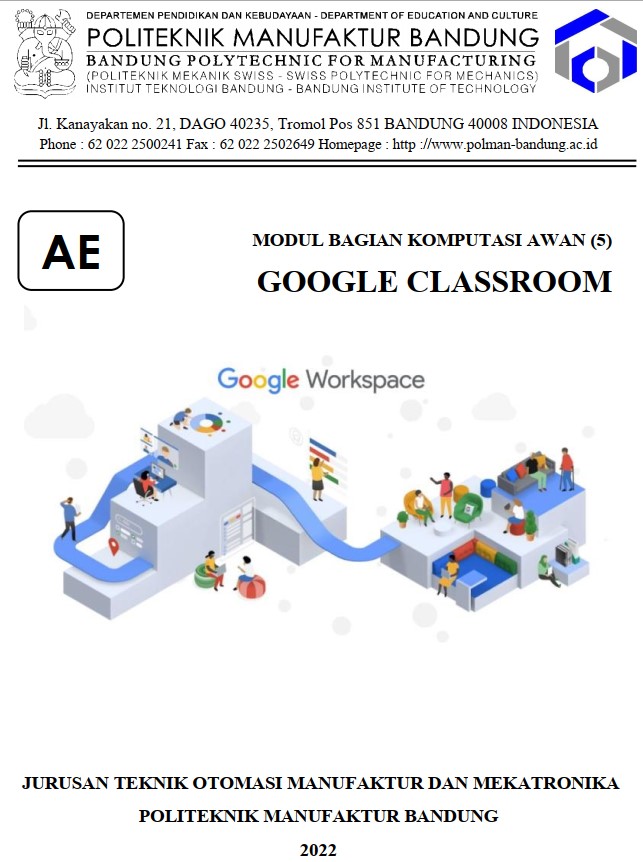 DEPARTEMEN PENDIDIKAN DAN KEBUDAYAAN - DEPARTMENT OF EDUCATION AND CULTURE
POLITEKNIK MANUFAKTUR BANDUNG
BANDUNG POLYTECHNIC FOR MANUFACTURING
(POLITEKNIK MEKANIK SWISS - SWISS POLYTECHNIC FOR MECHANICS)
INSTITUT TEKNOLOGI BANDUNG - BANDUNG INSTITUTE OF TECHNOLOGY
Jl. Kanayakan no. 21, DAGO 40235, Tromol Pos 851 BANDUNG 40008 INDONESIA
Phone : 62 022 2500241 Fax : 62 022 2502649 Homepage : http ://www.polman-bandung.ac.id
AE
MODUL BAGIAN KOMPUTASI AWAN (5)
GOOGLE CLASSROOM
Google Workspace
JURUSAN TEKNIK OTOMASI MANUFAKTUR DAN MEKATRONIKA
POLITEKNIK MANUFAKTUR BANDUNG
2022